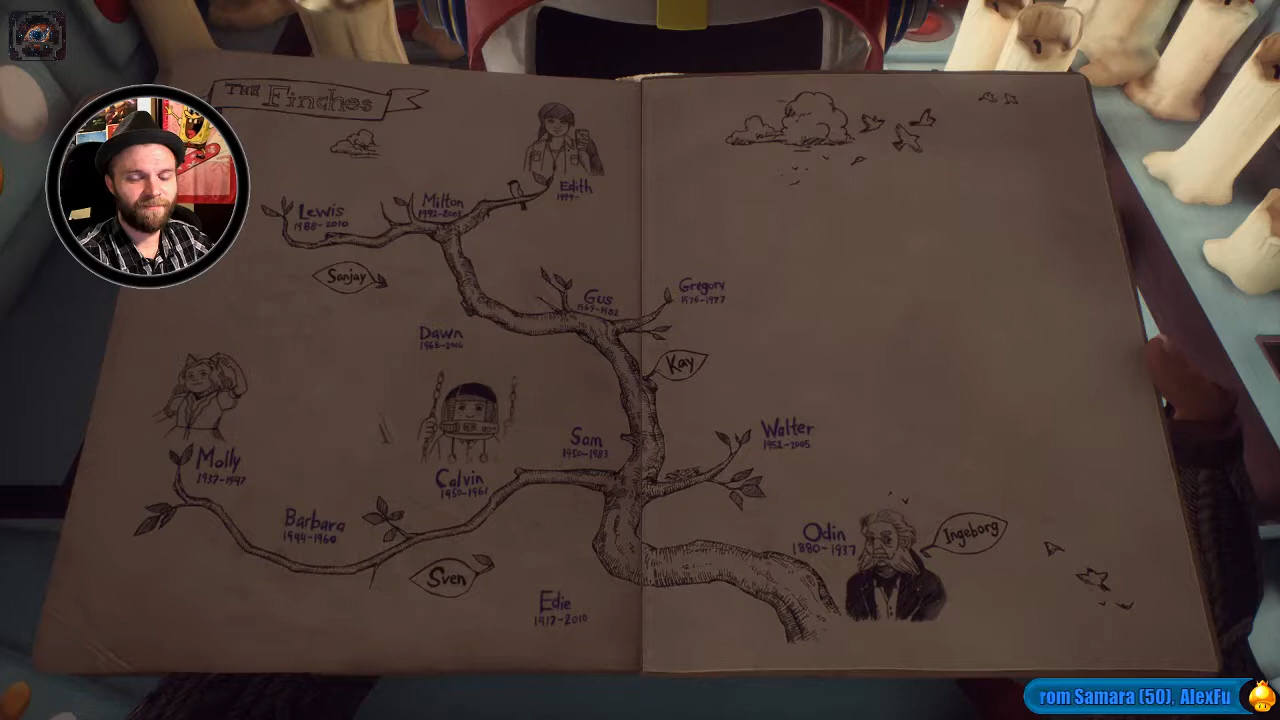 THE Finches
Edith
1999-
Milton
1992-2003
Lewis
1988-2010
Sanjay
Gregory
1976-1977
Gus
1969-1982
Dawn
1968-2016
Kay
Walter
1952-2005
Sam
1950-1983
Molly
1937-1947
Calvin
1950-1961
Barbara
1944-1960
Odin
1880-1937
Ingeborg
Sven
Edie
1917-2010
rom Samara (50), AlexFu